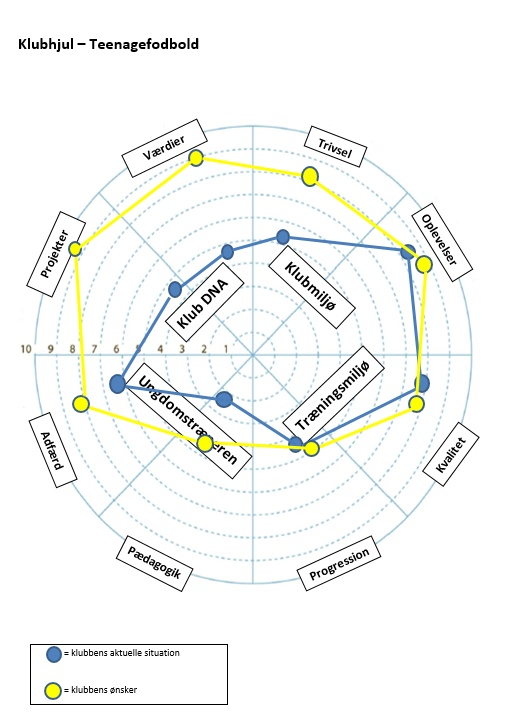 Klubhjul – Teenagefodbold
Værdier
Trivsel
Projekter
Oplevelser
Klub DNA
Klubmiljø
10 9 8 7 6 5 4 3 2 1
Ungdomstræneren
Træningsmiljø
Adfærd
Kvalitet
Pædagogik
Progression
= klubbens aktuelle situation
= klubbens ønsker